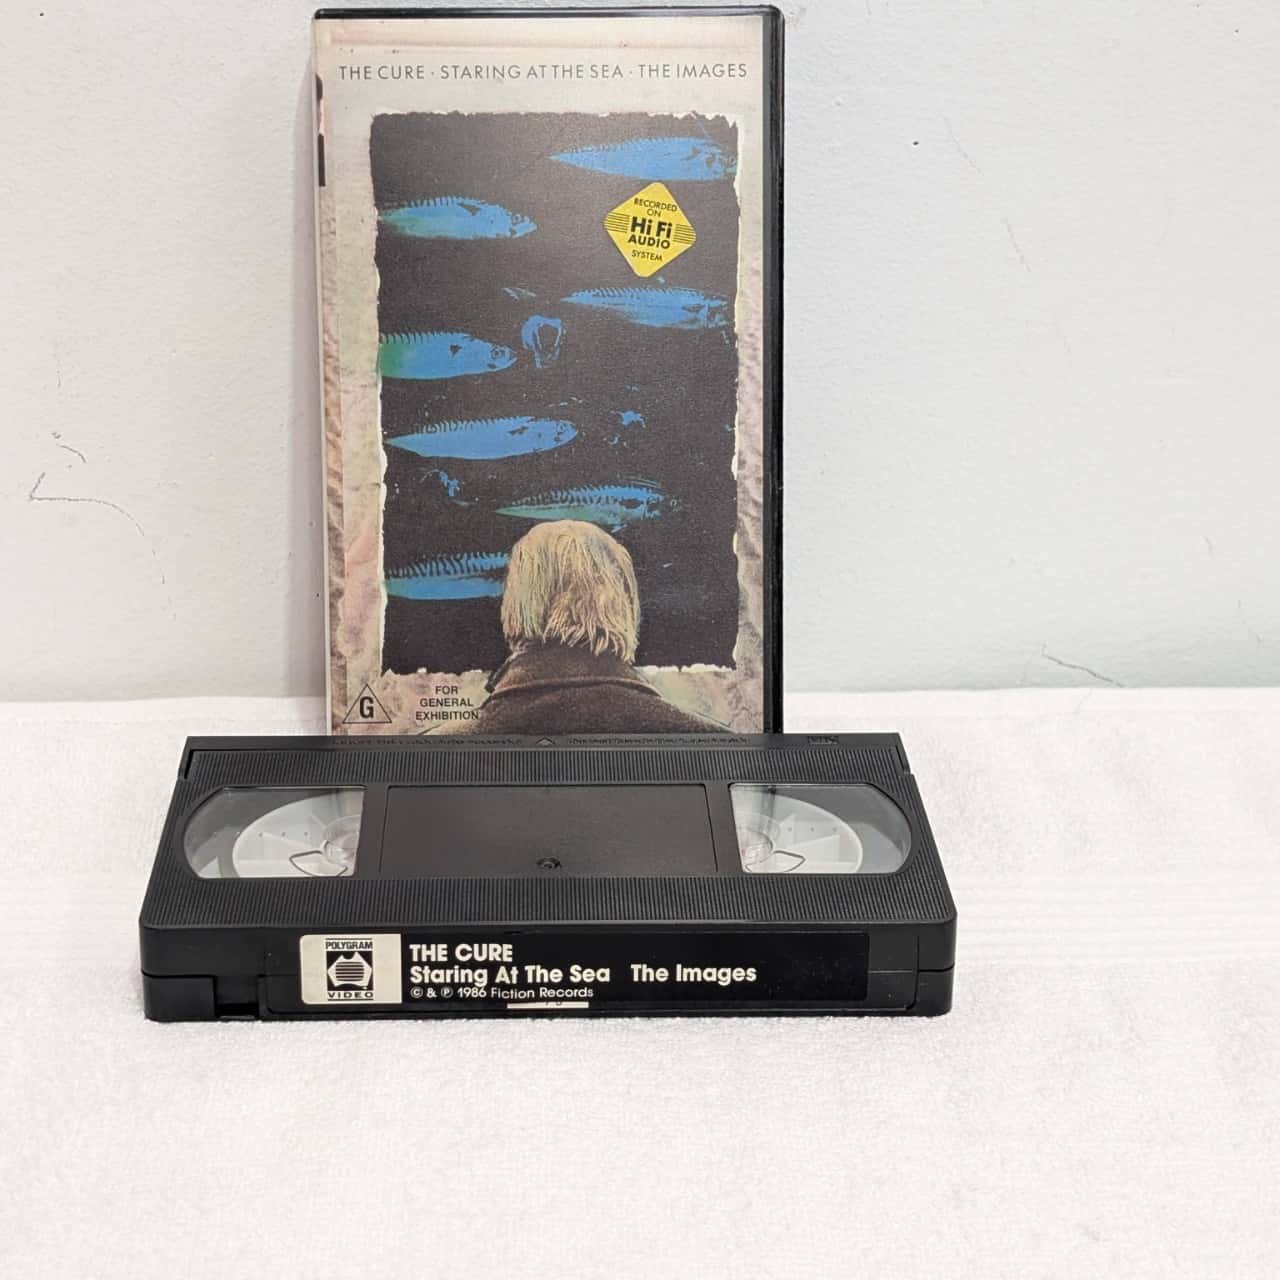 THE CURE · STARING AT THE SEA · THE IMAGES
RECORDED
ON
Hi Fi
AUDIO
SYSTEM
G
FOR
GENERAL
EXHIBITION
VHS
POLYGRAM
VIDEO
THE CURE
Staring At The Sea The Images
© & ℗ 1986 Fiction Records